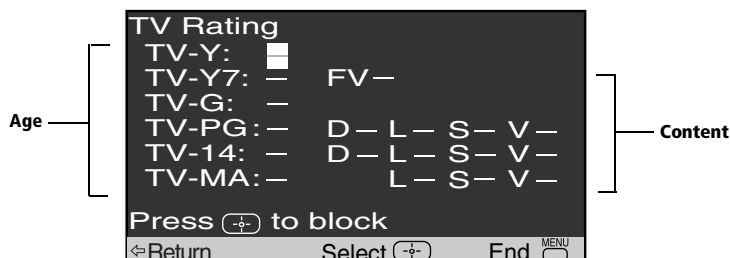 TV Rating
TV-Y: —
TV-Y7: — FV —
TV-G: —
Age
TV-PG: — D — L — S — V —
Content
TV-14: — D — L — S — V —
TV-MA: — L — S — V —
Press to block
Return Select End MENU